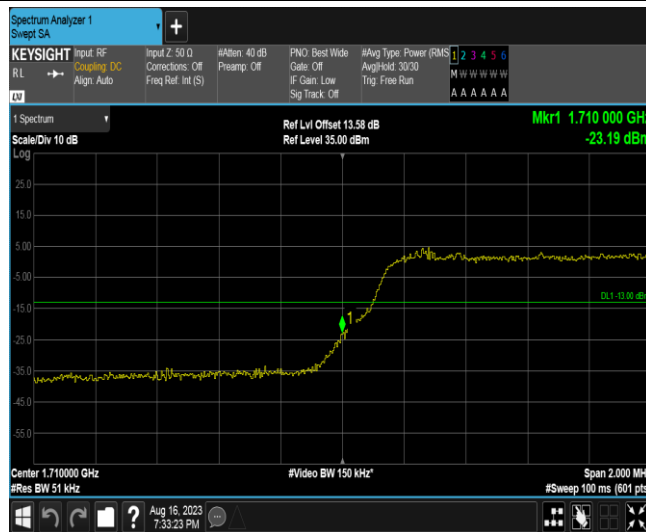 Spectrum Analyzer 1
Swept SA
+
KEYSIGHT
RL
LXI
Input: RF
Coupling: DC
Align: Auto
Input Z: 50 Ω
Corrections: Off
Freq Ref: Int (S)
#Atten: 40 dB
Preamp: Off
PNO: Best Wide
Gate: Off
IF Gain: Low
Sig Track: Off
#Avg Type: Power (RMS
Avg|Hold: 30/30
Trig: Free Run
1 2 3 4 5 6
M W W W W W
A A A A A A
1 Spectrum
Scale/Div 10 dB
Ref Lvl Offset 13.58 dB
Ref Level 35.00 dBm
Mkr1 1.710 000 GHz
-23.19 dBm
Log
25.0
15.0
5.00
-5.00
-15.0
-25.0
-35.0
-45.0
-55.0
DL1 -13.00 dBm
1
Center 1.710000 GHz
#Video BW 150 kHz*
Span 2.000 MH
#Res BW 51 kHz
#Sweep 100 ms (601 pts
?
Aug 16, 2023
7:33:23 PM